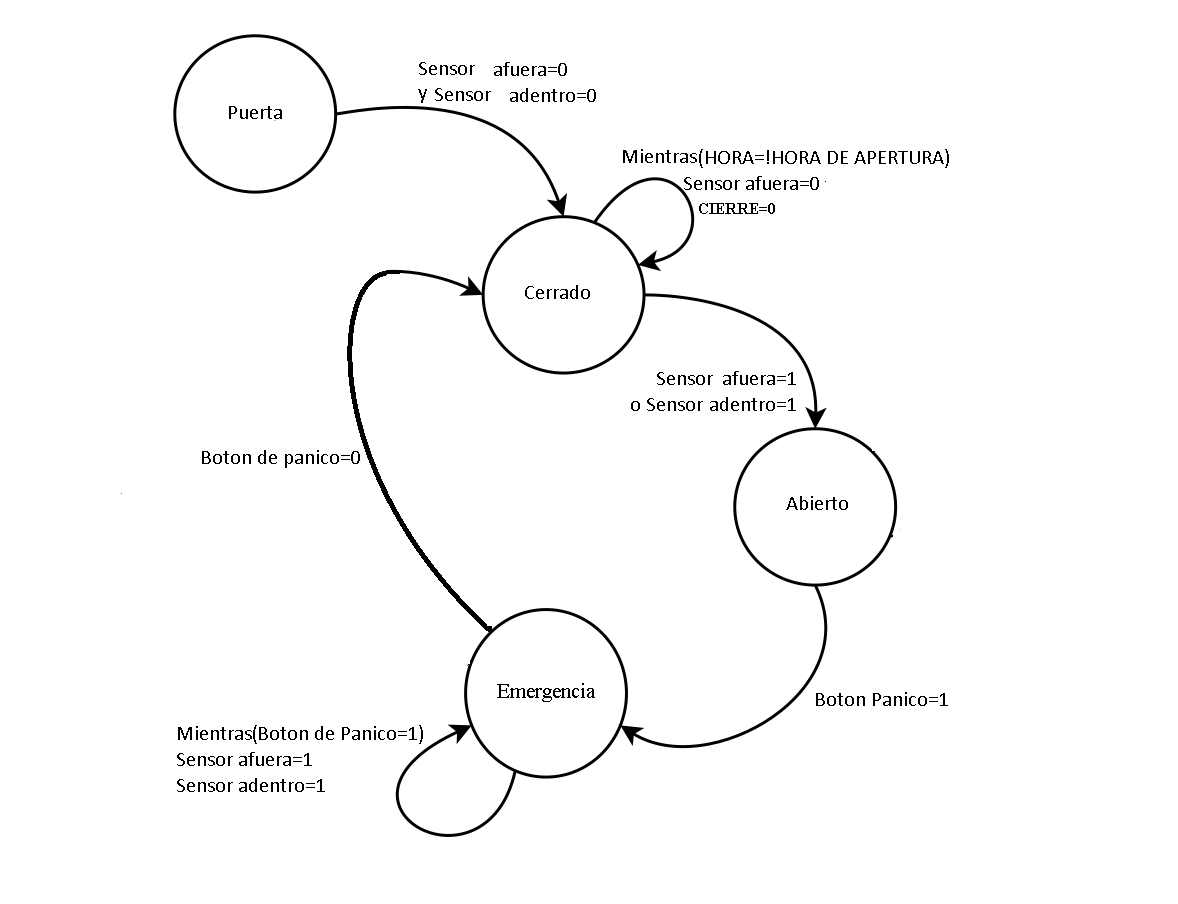 Sensor afuera=0
y Sensor adentro=0
Puerta
Mientras(HORA=!HORA DE APERTURA)
Sensor afuera=0
CIERRE=0
Cerrado
Sensor afuera=1
o Sensor adentro=1
Boton de panico=0
Abierto
Emergencia
Boton Panico=1
Mientras(Boton de Panico=1)
Sensor afuera=1
Sensor adentro=1